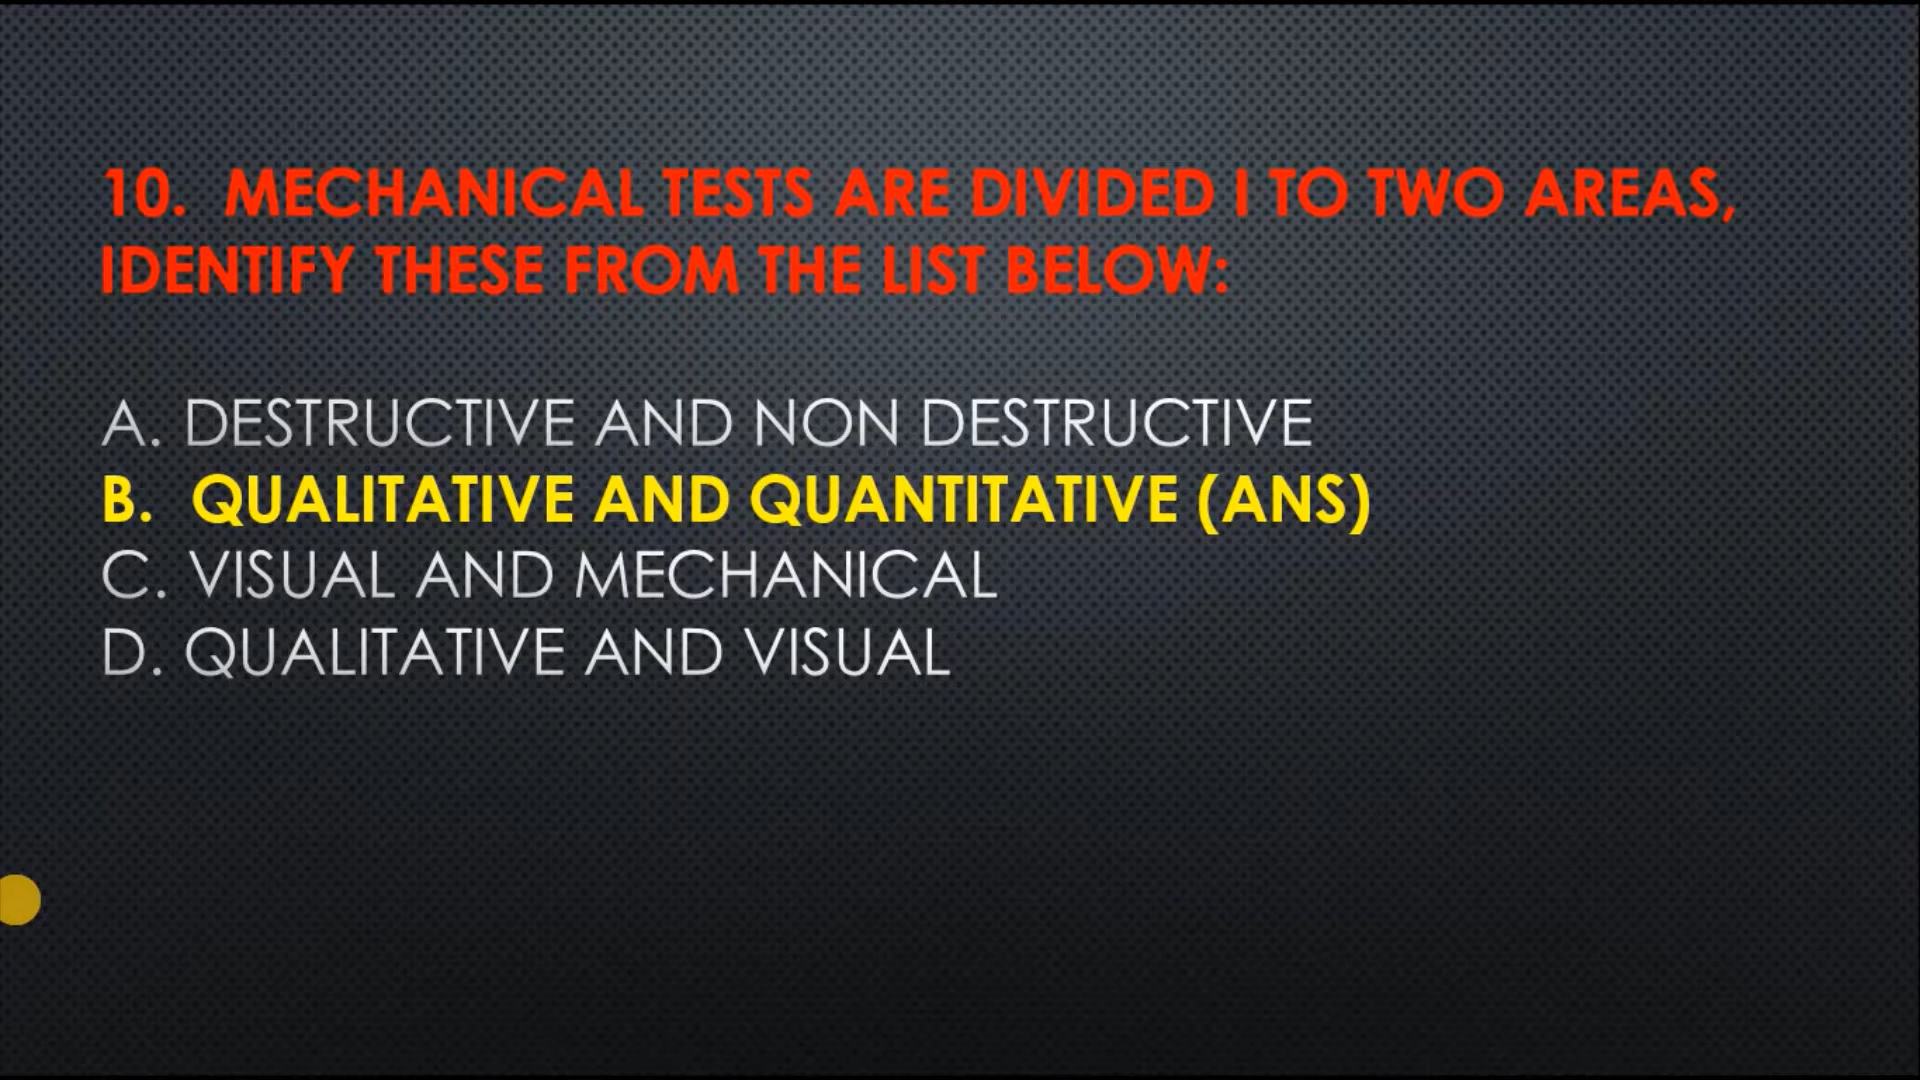 10. MECHANICAL TESTS ARE DIVIDED I TO TWO AREAS,
IDENTIFY THESE FROM THE LIST BELOW:
A. DESTRUCTIVE AND NON DESTRUCTIVE
B. QUALITATIVE AND QUANTITATIVE (ANS)
C. VISUAL AND MECHANICAL
D. QUALITATIVE AND VISUAL